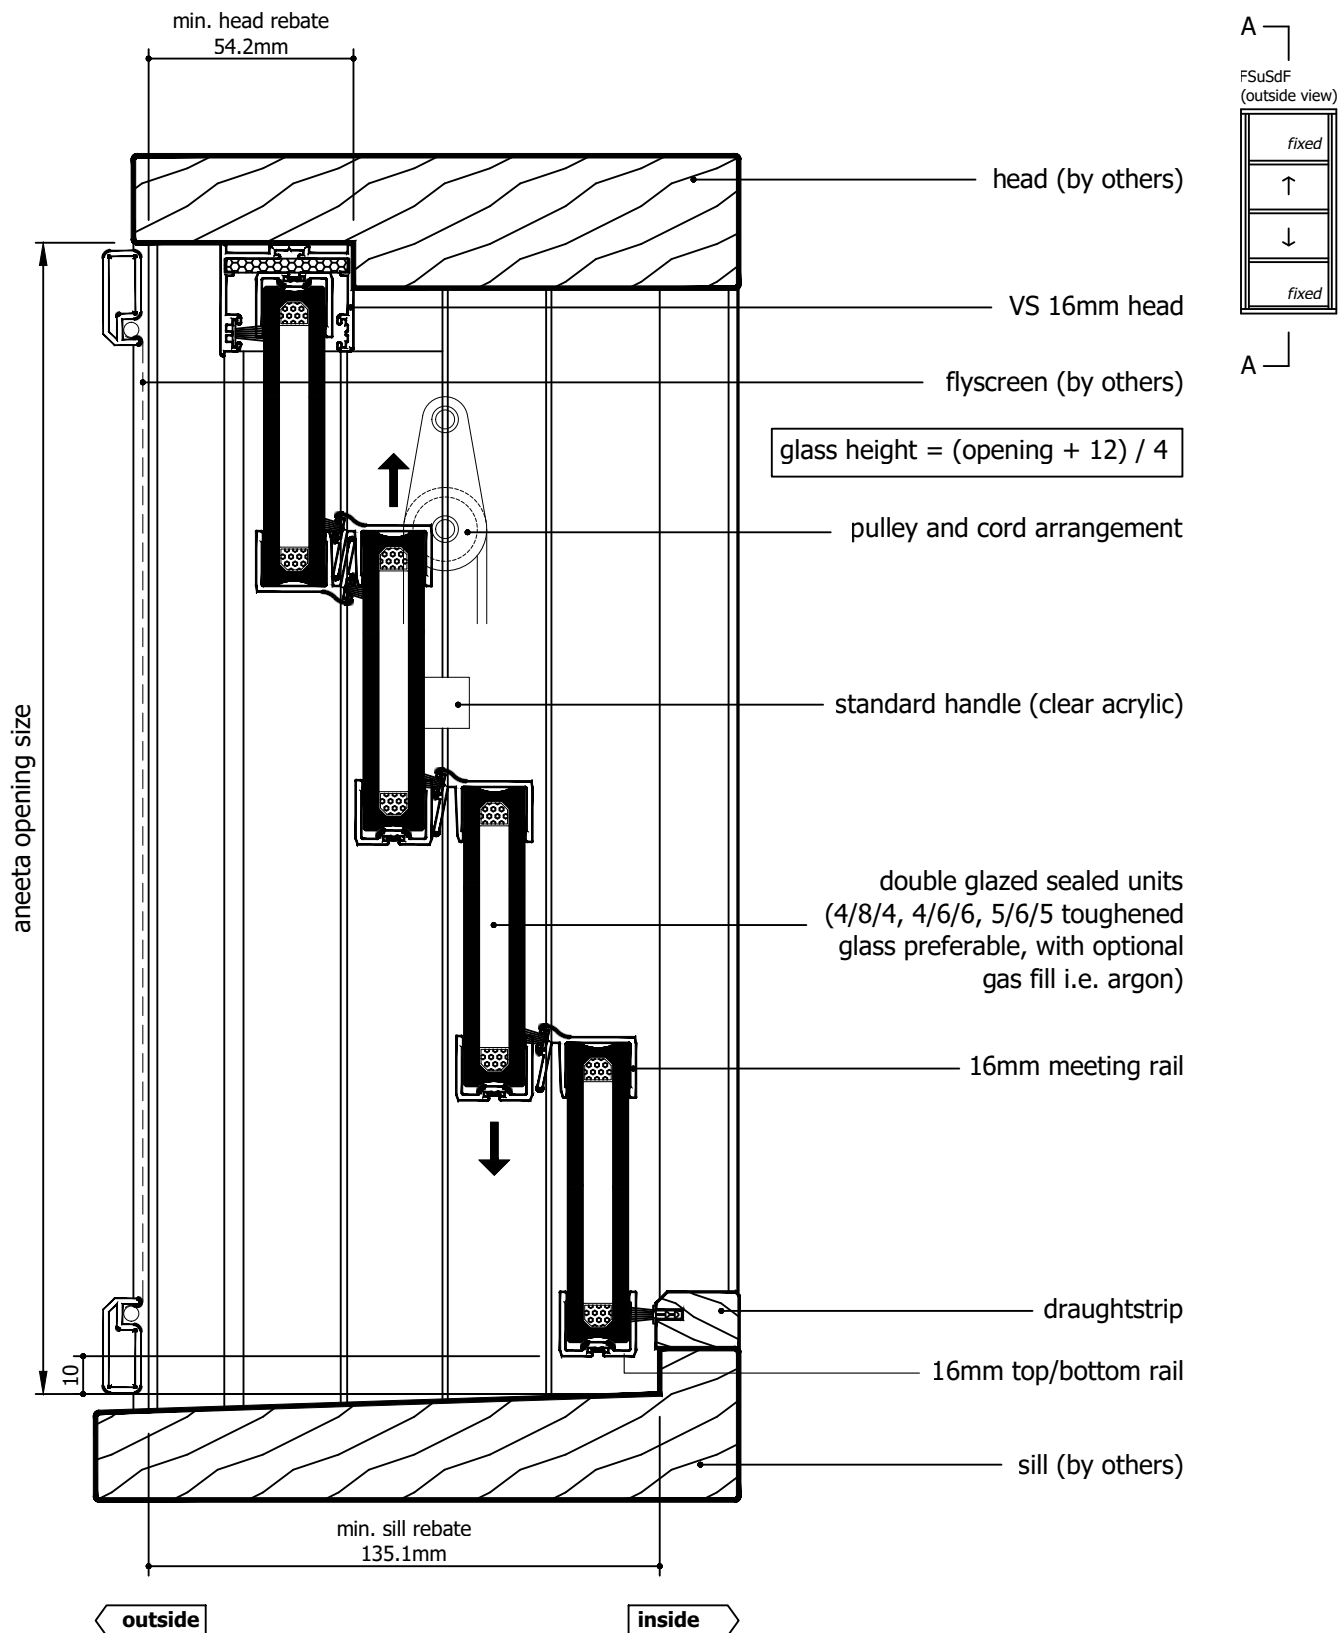 min. head rebate
54.2mm
A
FSuSdF
(outside view)
fixed
↑
↓
fixed
A
head (by others)
VS 16mm head
flyscreen (by others)
glass height = (opening + 12) / 4
pulley and cord arrangement
standard handle (clear acrylic)
aneeta opening size
double glazed sealed units
(4/8/4, 4/6/6, 5/6/5 toughened
glass preferable, with optional
gas fill i.e. argon)
16mm meeting rail
draughtstrip
10
16mm top/bottom rail
sill (by others)
min. sill rebate
135.1mm
outside
inside